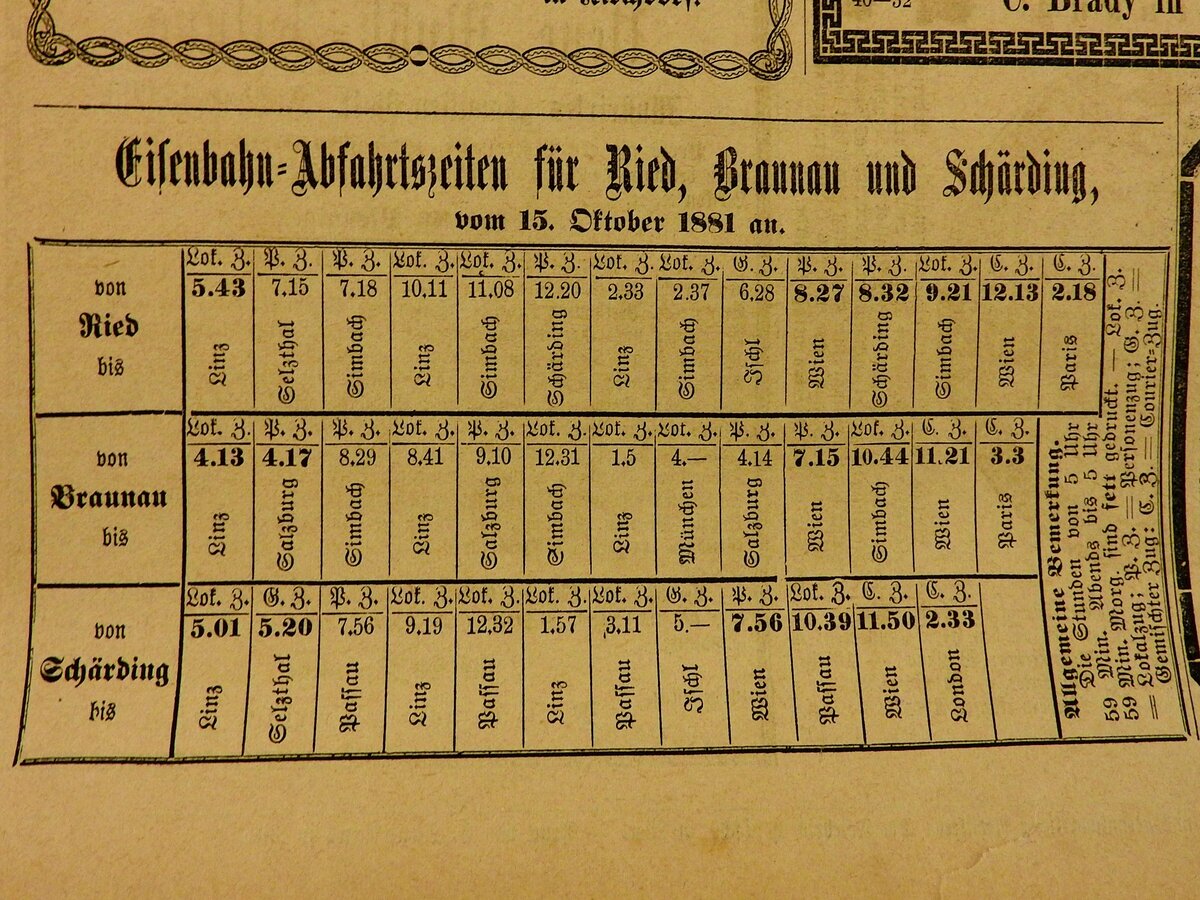 40—52
C. Brady in
Eisenbahn-Abfahrtszeiten für Ried, Braunau und Schärding,
vom 15. Oktober 1881 an.
von Ried bis
Lok. Z. P. Z. P. Z. Lok. Z. Lok. Z. P. Z. Lok. Z. Lok. Z. G. Z. P. Z. P. Z. Lok. Z. C. Z. C. Z.
5.43 7.15 7.18 10.11 11.08 12.20 2.33 2.37 6.28 8.27 8.32 9.21 12.13 2.18
Linz Selzthal Simbach Linz Simbach Schärding Linz Simbach Ischl Wien Schärding Simbach Wien Paris
von Braunau bis
Lok. Z. P. Z. P. Z. Lok. Z. P. Z. Lok. Z. Lok. Z. Lok. Z. P. Z. P. Z. Lok. Z. C. Z. C. Z.
4.13 4.17 8.29 8.41 9.10 12.31 1.5 4.— 4.14 7.15 10.44 11.21 3.3
Linz Salzburg Simbach Linz Salzburg Simbach Linz München Salzburg Wien Simbach Wien Paris
von Schärding bis
Lok. Z. G. Z. P. Z. Lok. Z. Lok. Z. Lok. Z. Lok. Z. G. Z. P. Z. Lok. Z. C. Z. C. Z.
5.01 5.20 7.56 9.19 12.32 1.57 3.11 5.— 7.56 10.39 11.50 2.33
Linz Selzthal Passau Linz Passau Linz Passau Ischl Wien Passau Wien London
Allgemeine Bemerkung.
Die Stunden von 5 Uhr
59 Min. Abends bis 5 Uhr
59 Min. Morg. sind fett gedruckt. — Lok. Z.
= Lokalzug; P. Z. = Personenzug; G. Z. =
Gemischter Zug; C. Z. = Courier-Zug.